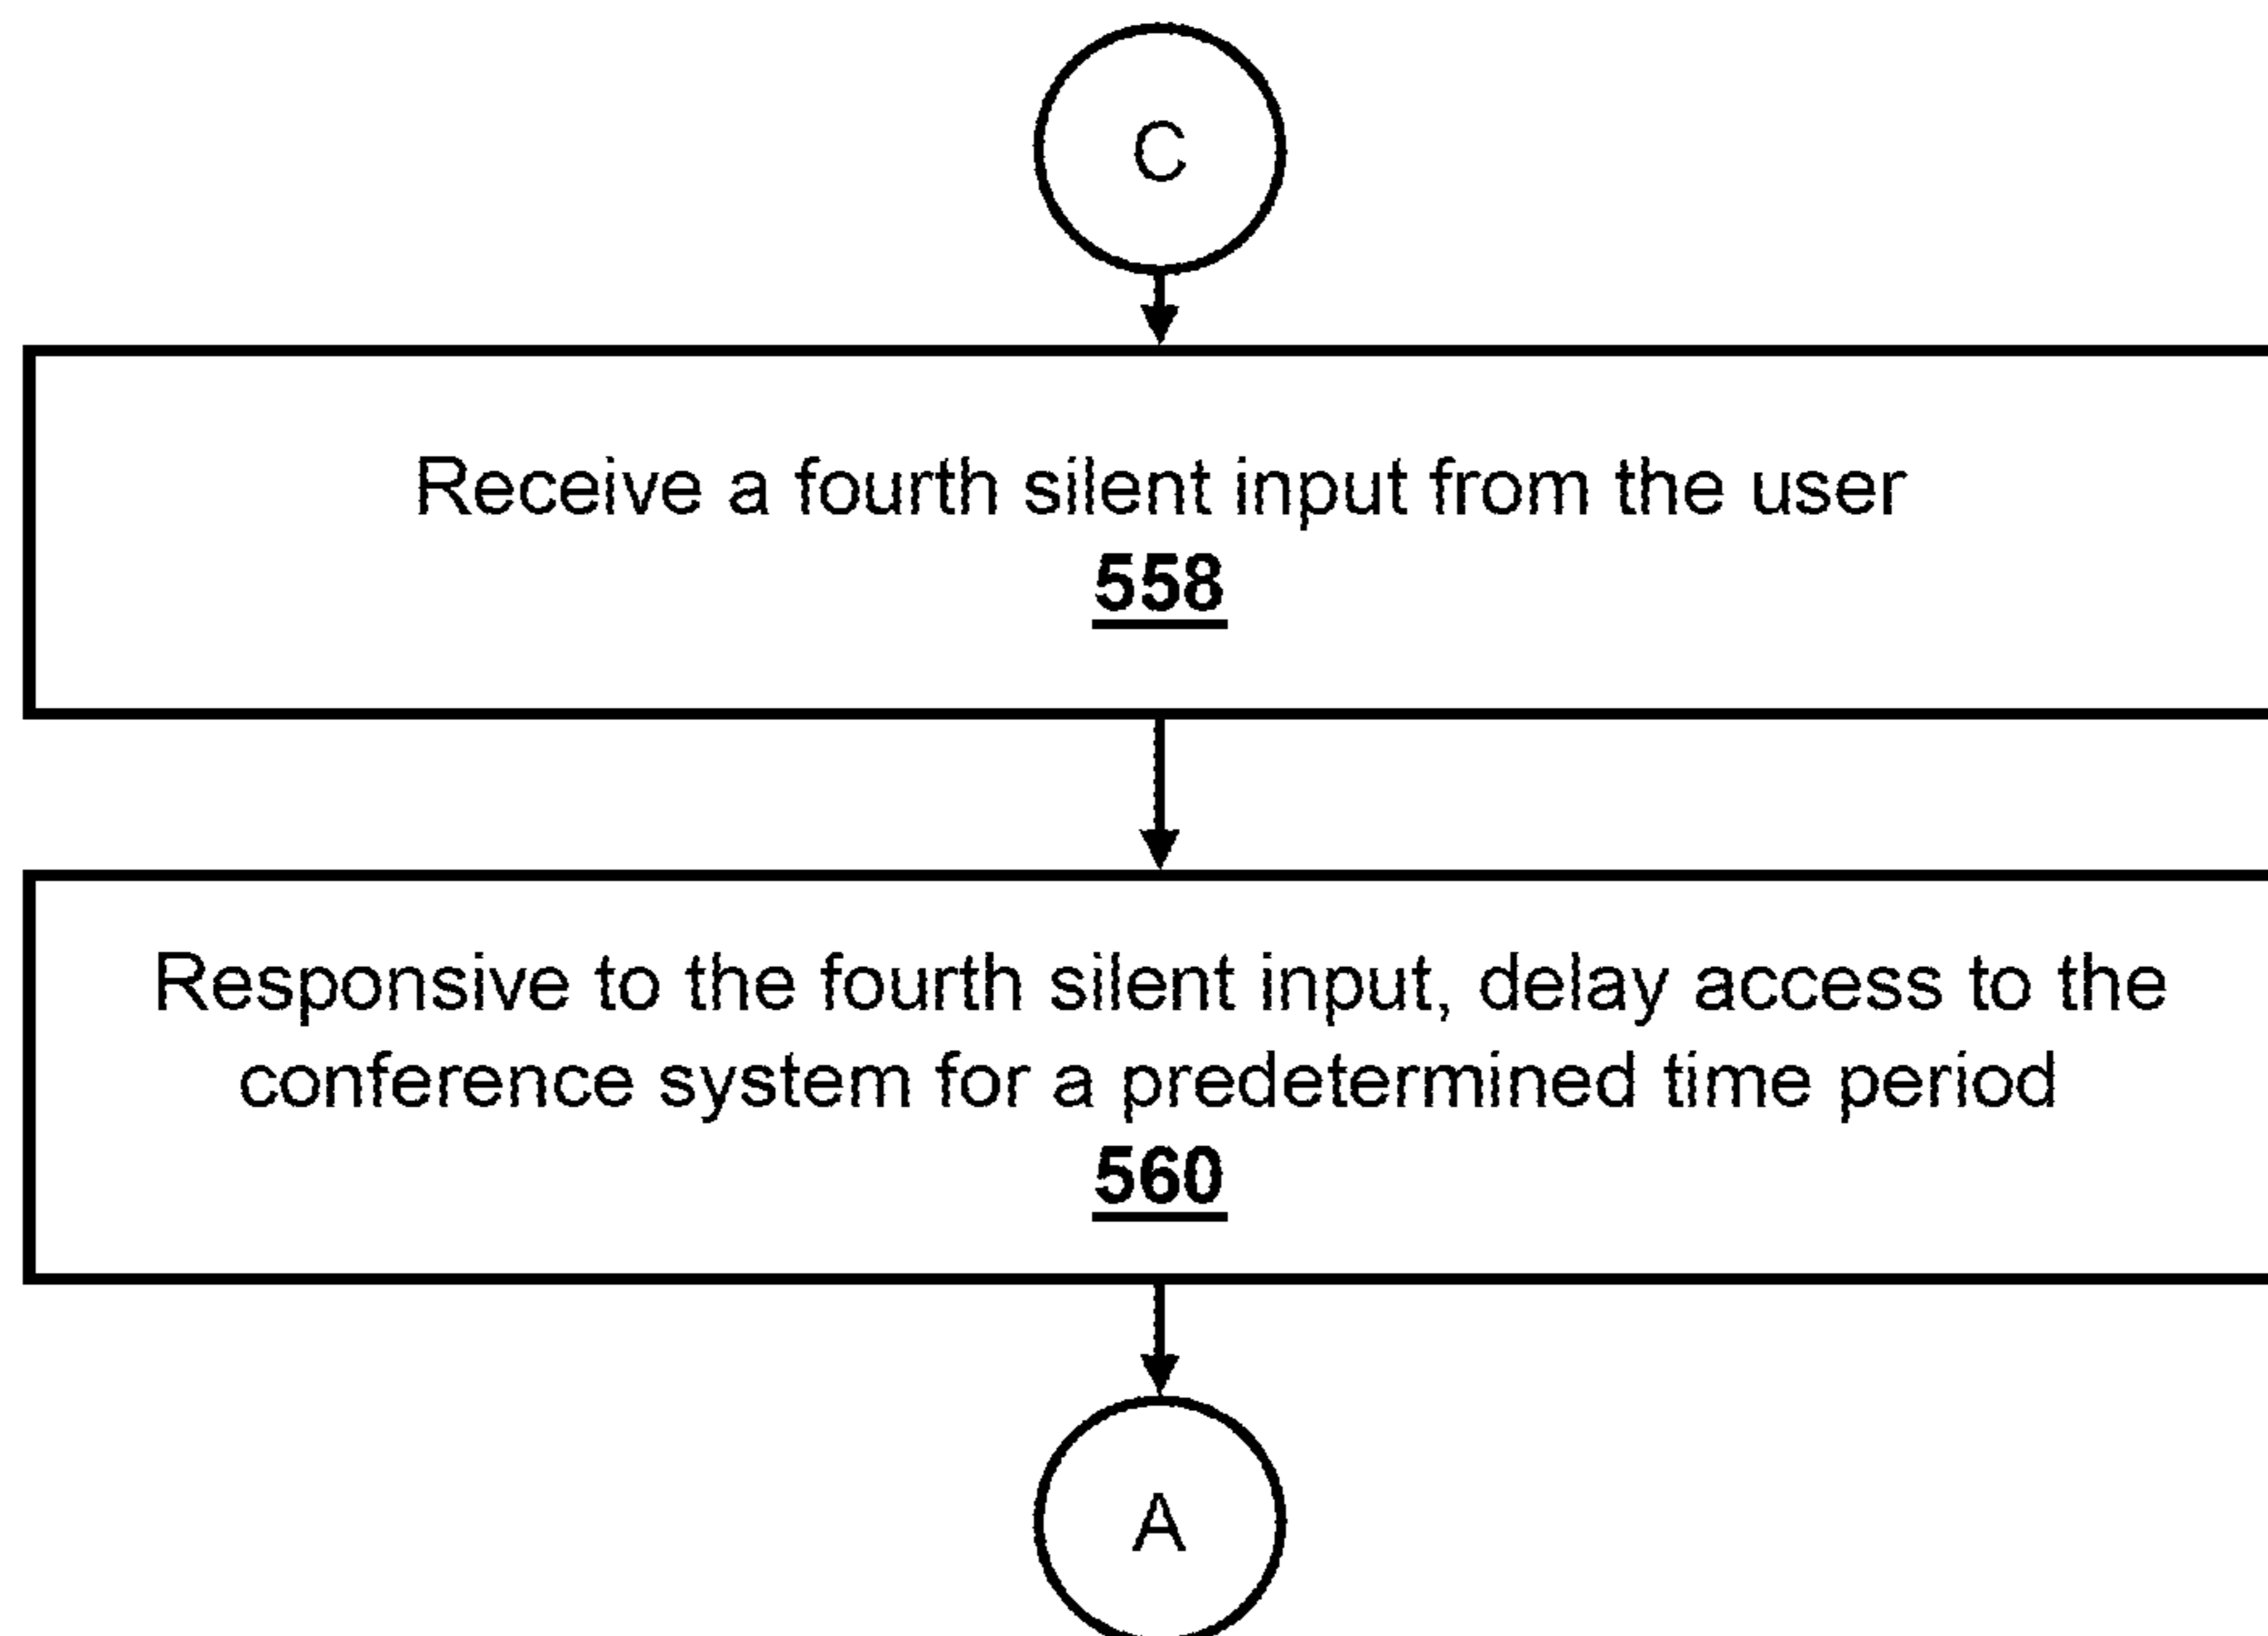 C
Receive a fourth silent input from the user
558
Responsive to the fourth silent input, delay access to the
conference system for a predetermined time period
560
A